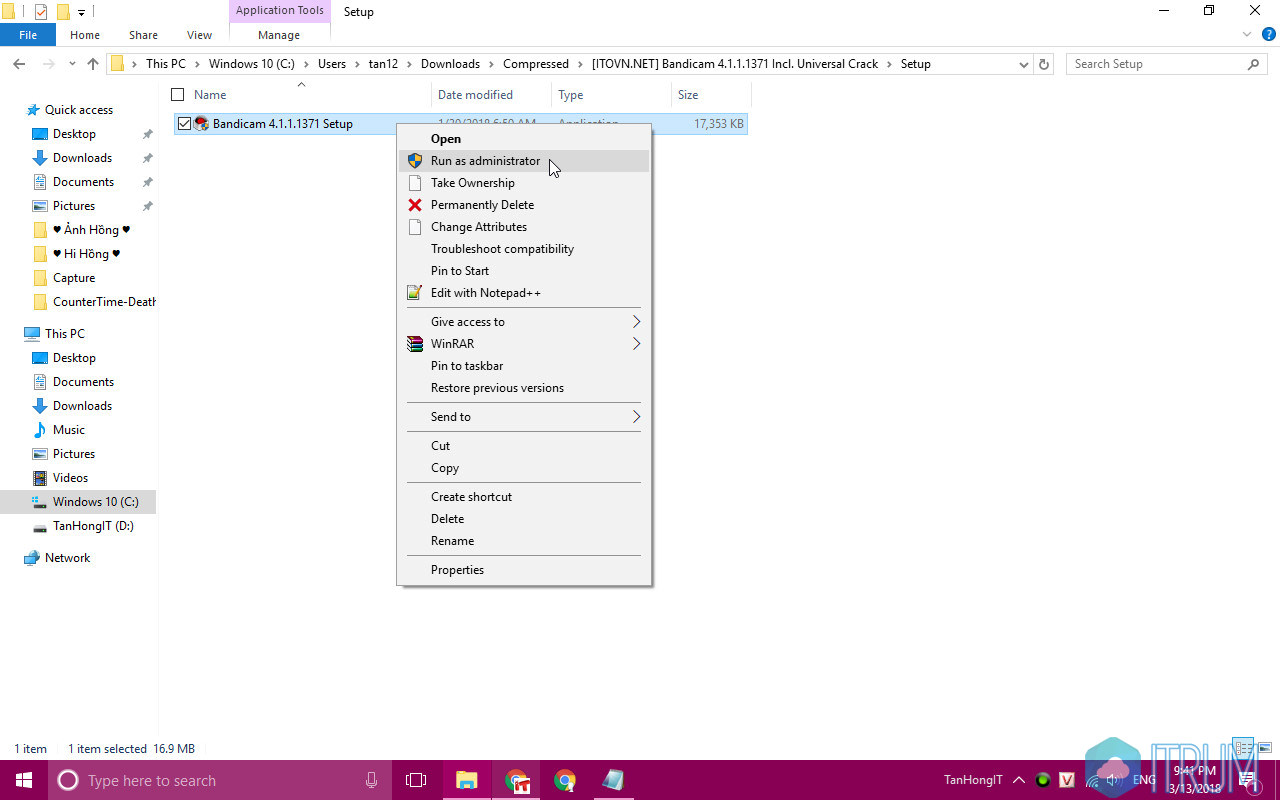 Application Tools
Setup
File
Home
Share
View
Manage
This PC
Windows 10 (C:)
Users
tan12
Downloads
Compressed
[ITOVN.NET] Bandicam 4.1.1.1371 Incl. Universal Crack
Setup
Search Setup
Name
Date modified
Type
Size
Bandicam 4.1.1.1371 Setup
17,353 KB
Quick access
Desktop
Downloads
Documents
Pictures
♥ Ảnh Hồng ♥
♥ Hi Hồng ♥
Capture
CounterTime-Death
This PC
Desktop
Documents
Downloads
Music
Pictures
Videos
Windows 10 (C:)
TanHongIT (D:)
Network
Open
Run as administrator
Take Ownership
Permanently Delete
Change Attributes
Troubleshoot compatibility
Pin to Start
Edit with Notepad++
Give access to
WinRAR
Pin to taskbar
Restore previous versions
Send to
Cut
Copy
Create shortcut
Delete
Rename
Properties
1 item
1 item selected 16.9 MB
Type here to search
TanHongIT
V
ENG
9:41 PM
3/13/2018
1
ITRUM